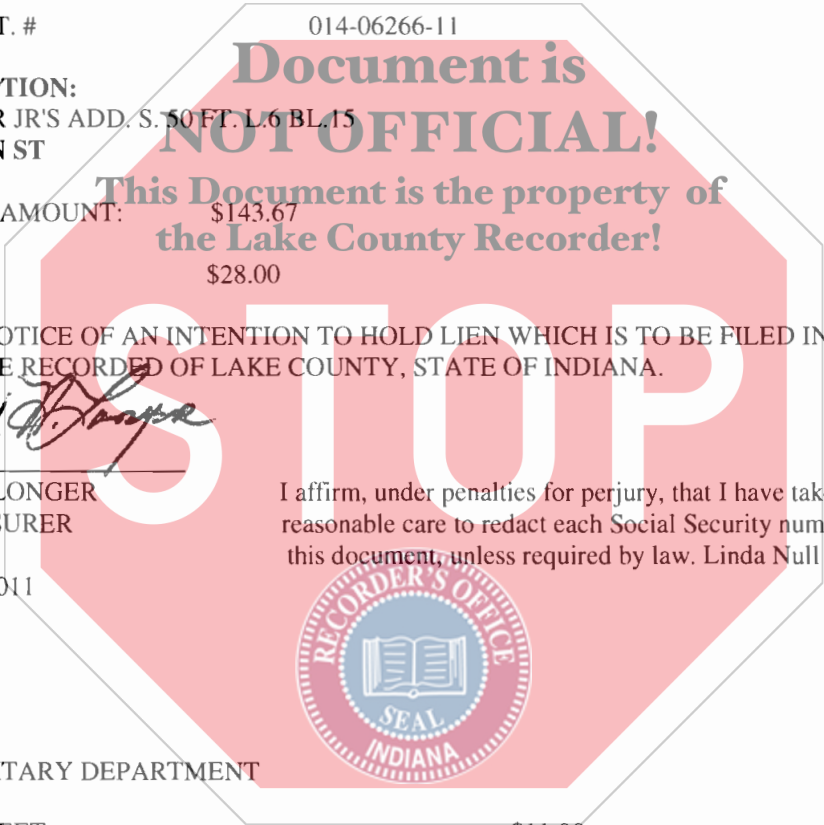 T. # 014-06266-11
Document is
TION:
R JR'S ADD. S. 50 FT. L.6 BL.15
NOT OFFICIAL!
N ST
This Document is the property of
AMOUNT: $143.67
the Lake County Recorder!
$28.00
STOP
OTICE OF AN INTENTION TO HOLD LIEN WHICH IS TO BE FILED IN
E RECORDED OF LAKE COUNTY, STATE OF INDIANA.
LONGER
SURER
I affirm, under penalties for perjury, that I have tak
reasonable care to redact each Social Security num
this document, unless required by law. Linda Null
011
RECORDER'S OFFICE
SEAL
INDIANA
TARY DEPARTMENT